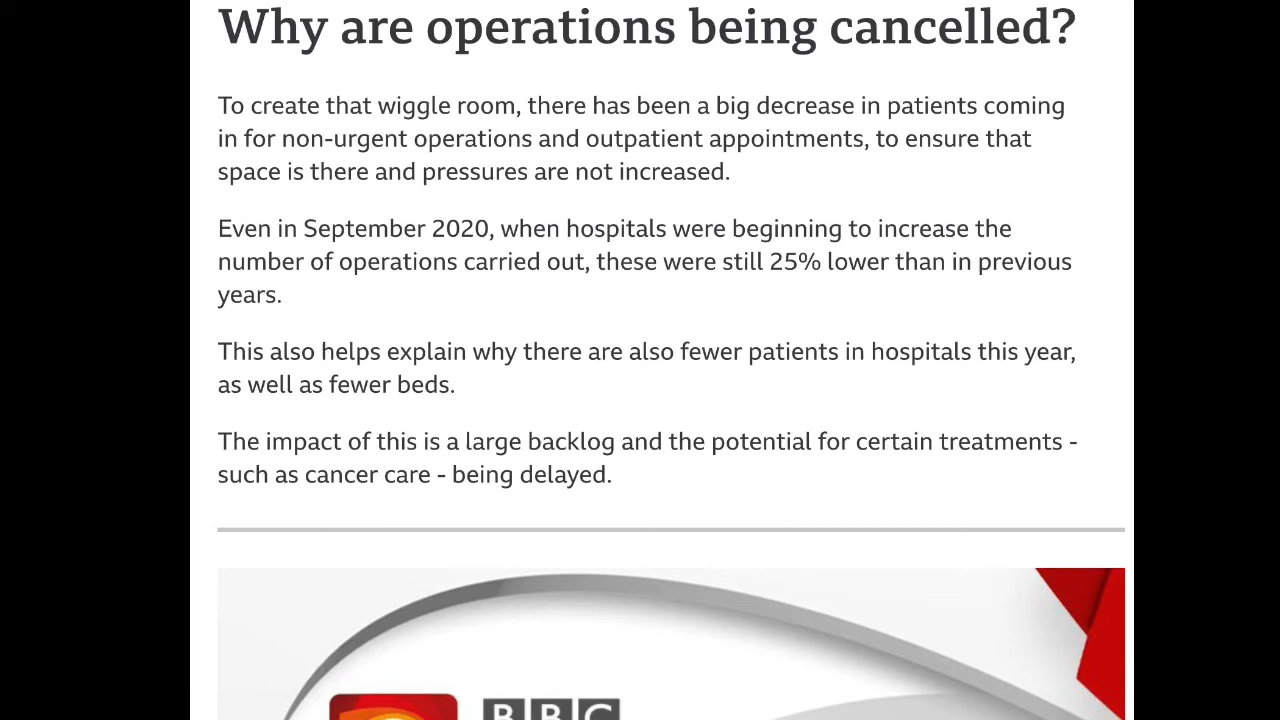 Why are operations being cancelled?
To create that wiggle room, there has been a big decrease in patients coming
in for non-urgent operations and outpatient appointments, to ensure that
space is there and pressures are not increased.
Even in September 2020, when hospitals were beginning to increase the
number of operations carried out, these were still 25% lower than in previous
years.
This also helps explain why there are also fewer patients in hospitals this year,
as well as fewer beds.
The impact of this is a large backlog and the potential for certain treatments -
such as cancer care - being delayed.
BBC